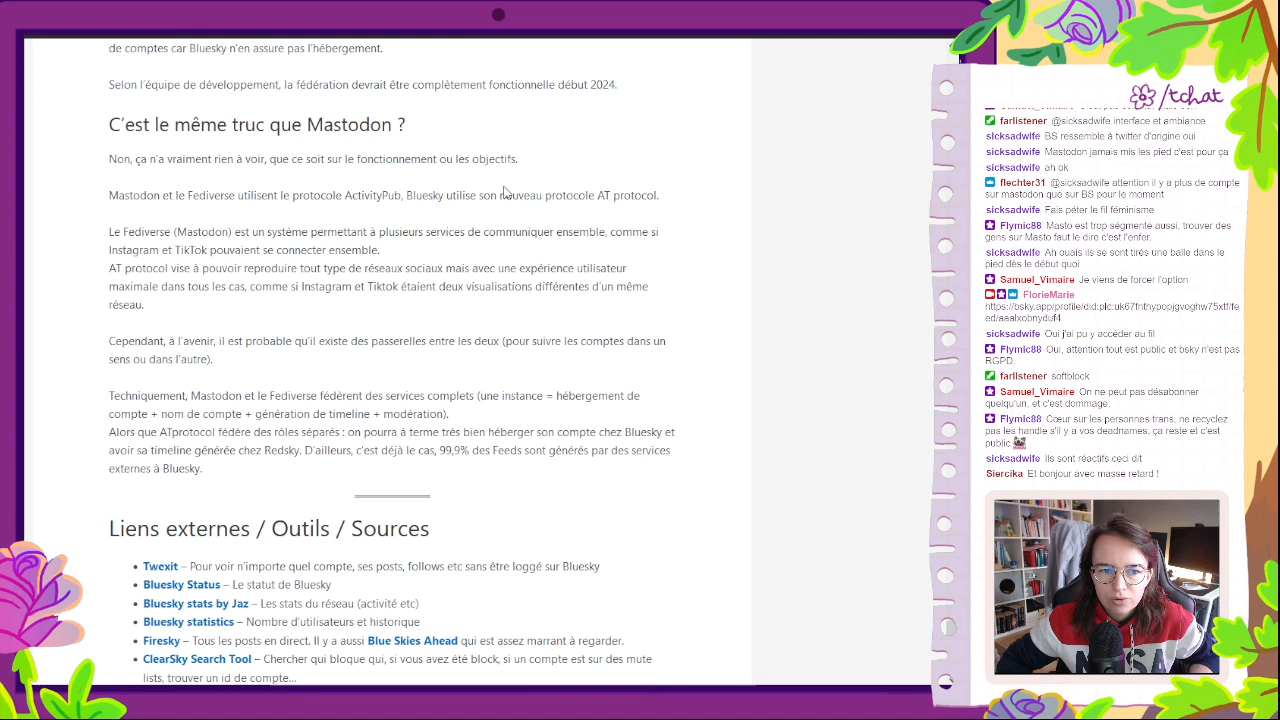 de comptes car Bluesky n'en assure pas l'hébergement.
Selon l'équipe de développement, la fédération devrait être complètement fonctionnelle début 2024.
C'est le même truc que Mastodon ?
Non, ça n'a vraiment rien à voir, que ce soit sur le fonctionnement ou les objectifs.
Mastodon et le Fediverse utilisent le protocole ActivityPub, Bluesky utilise son nouveau protocole AT protocol.
Le Fediverse (Mastodon) est un système permettant à plusieurs services de communiquer ensemble, comme si
Instagram et TikTok pouvaient se connecter ensemble.
AT protocol vise à pouvoir reproduire tout type de réseaux sociaux mais avec une expérience utilisateur
maximale dans tous les cas, comme si Instagram et Tiktok étaient deux visualisations différentes d'un même
réseau.
Cependant, à l'avenir, il est probable qu'il existe des passerelles entre les deux (pour suivre les comptes dans un
sens ou dans l'autre).
Techniquement, Mastodon et le Fediverse fédèrent des services complets (une instance = hébergement de
compte + nom de compte + génération de timeline + modération).
Alors que ATprotocol fédère des rôles distincts : on pourra à terme très bien héberger son compte chez Bluesky et
avoir sa timeline générée chez Redsky. D'ailleurs, c'est déjà le cas, 99,9% des Feeds sont générés par des services
externes à Bluesky.
Liens externes / Outils / Sources
• Twexit – Pour voir n'importe quel compte, ses posts, follows etc sans être loggé sur Bluesky
• Bluesky Status – Le statut de Bluesky
• Bluesky stats by Jaz – Les stats du réseau (activité etc)
• Bluesky statistics – Nombre d'utilisateurs et historique
• Firesky – Tous les posts en direct. Il y a aussi Blue Skies Ahead qui est assez marrant à regarder.
• ClearSky Search Tool – Chercher qui bloque qui, si vous avez été block, si un compte est sur des mute
lists, trouver un id de compte...
/tchat
farlistener @sicksadwife interface et ambiance
sicksadwife BS ressemble à twitter d'origine oui
sicksadwife Mastodon jamais mis les pied c'est pour ça
sicksadwife ah ok
flechter31 @sicksadwife attention il y a plus de compte
sur mastodon que sur BS pour le moment
sicksadwife Fais péter le fil féminisme
Flymic88 Masto est trop ségmenté aussi, trouver des
gens sur Masto faut le dire c'est l'enfer.
sicksadwife Ah ouais ils se sont tirés une balle dans le
pied dès le début quoi
Samuel_Vimaire Je viens de forcer l'option
FlorieMarie
https://bsky.app/profile/did:plc:uk67fnthypopjgvoghw75xtf/fe
ed/aaalxobnyduf4
sicksadwife Oui j'ai pu y accéder au fil
Flymic88 Oui, attention tout est public et bsky n'est pas
RGPD.
farlistener softblock
Samuel_Vimaire On ne peut pas désabonner
quelqu'un, et c'est dommage.
Flymic88 Cœur sur les personnes trans, ne recyclez
pas les handle s'il y a vos deadnames, ça reste et c'est
public
sicksadwife Ils sont réactifs ceci dit
Siercika Et bonjour avec masse retard !
NASA